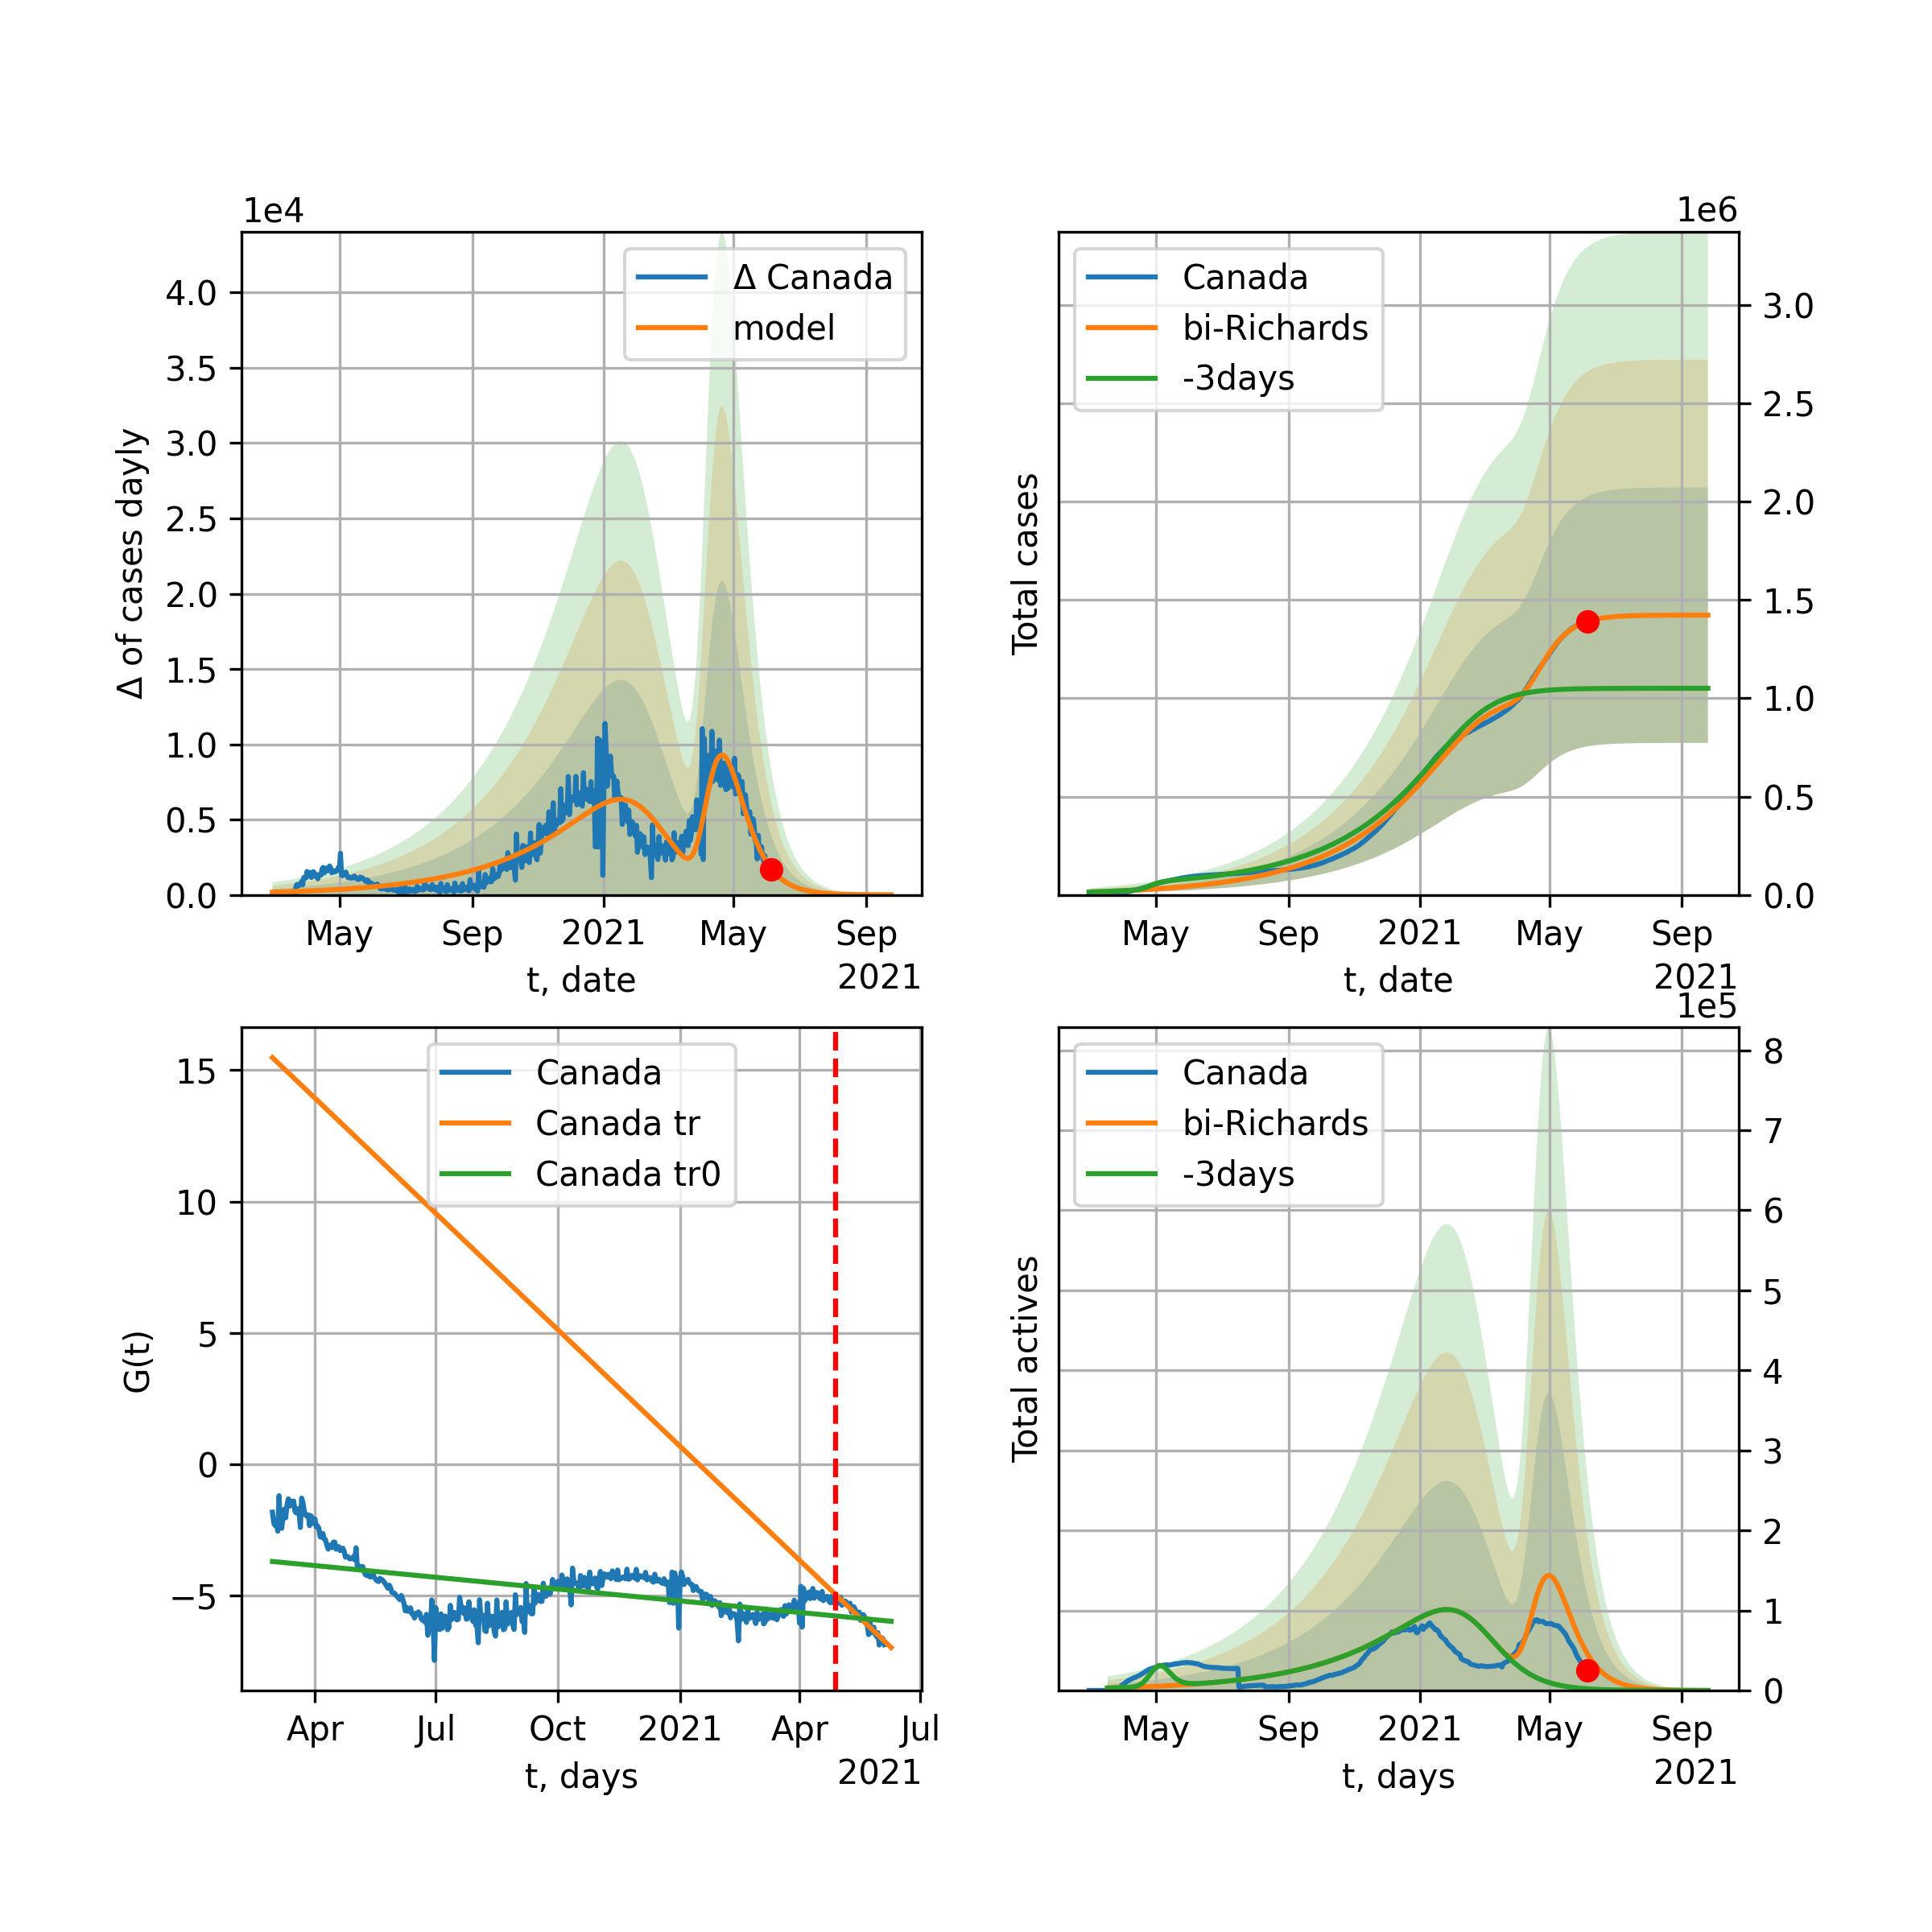 1e4
Δ of cases dayly
4.0
3.5
3.0
2.5
2.0
1.5
1.0
0.5
0.0
Δ Canada
model
May Sep 2021 May Sep
t, date
2021
1e6
Total cases
Canada
bi-Richards
-3days
3.0
2.5
2.0
1.5
1.0
0.5
0.0
May Sep 2021 May Sep
t, date
2021
G(t)
15
10
5
0
−5
Canada
Canada tr
Canada tr0
Apr Jul Oct 2021 Apr Jul
t, days
2021
1e5
Total actives
Canada
bi-Richards
-3days
8
7
6
5
4
3
2
1
0
May Sep 2021 May Sep
t, days
2021